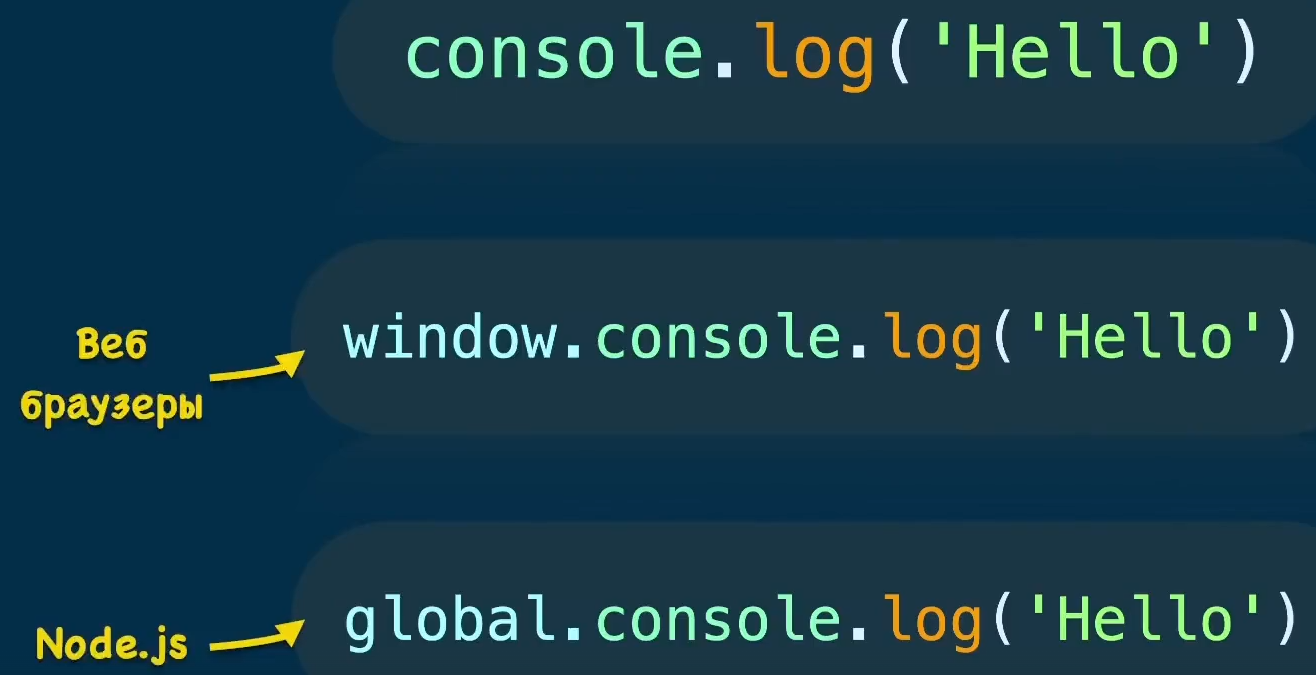 console.log('Hello')
Веб
браузеры
window.console.log('Hello')
Node.js
global.console.log('Hello')